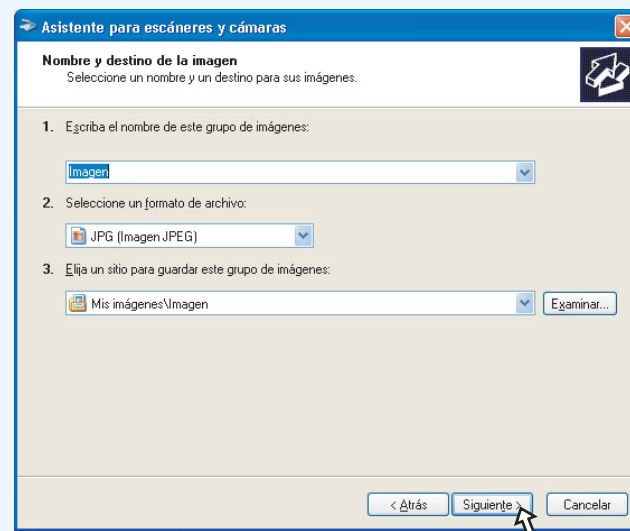 Asistente para escáneres y cámaras
Nombre y destino de la imagen
Seleccione un nombre y un destino para sus imágenes.
1. Escriba el nombre de este grupo de imágenes:
Imagen
2. Seleccione un formato de archivo:
JPG (Imagen JPEG)
3. Elija un sitio para guardar este grupo de imágenes:
Mis imágenes\Imagen
Examinar...
< Atrás
Siguiente >
Cancelar